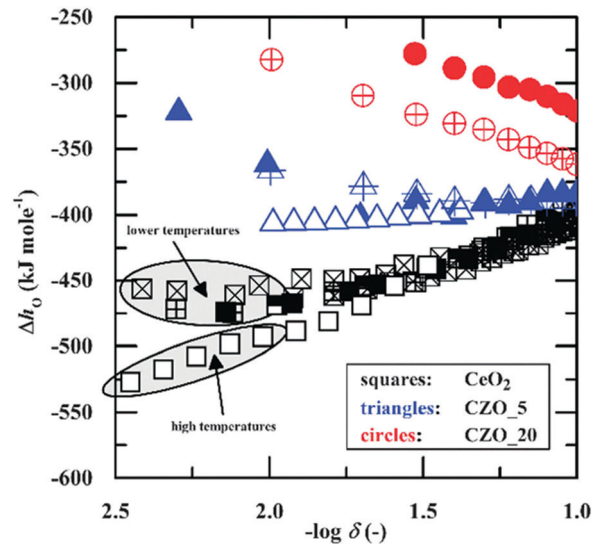 -250
-300
-350
-400
-450
-500
-550
-600
Δh_O (kJ mole⁻¹)
lower temperatures
high temperatures
squares: CeO₂
triangles: CZO_5
circles: CZO_20
2.5 2.0 1.5 1.0
-log δ (-)